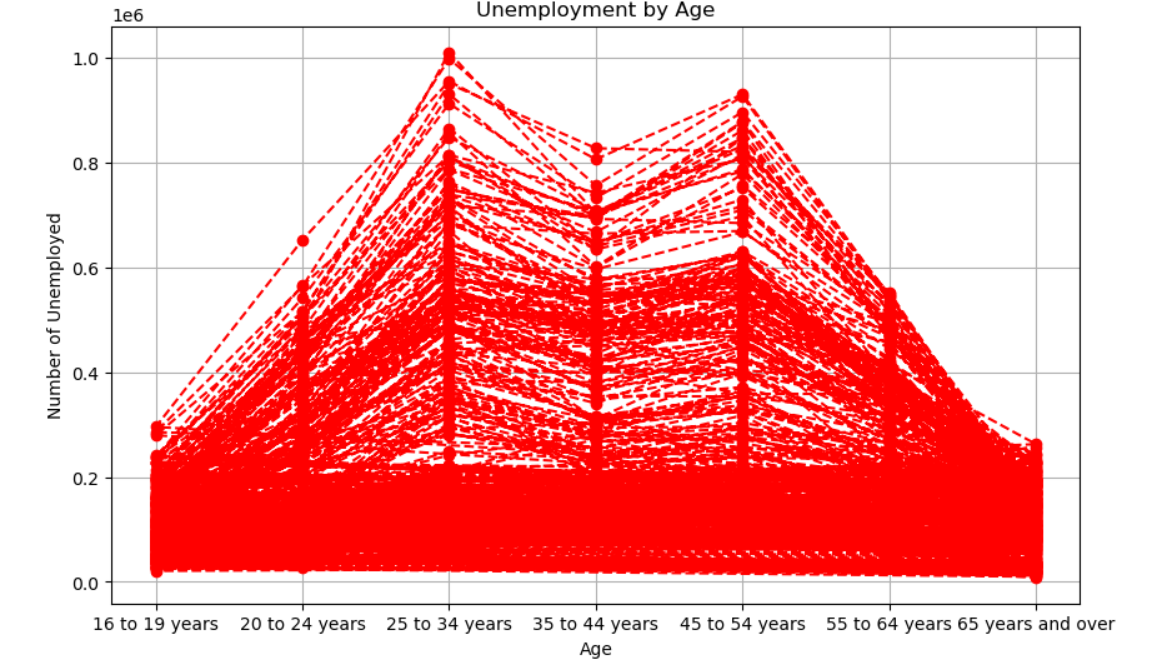 Unemployment by Age
1e6
1.0
0.8
0.6
0.4
0.2
0.0
Number of Unemployed
16 to 19 years 20 to 24 years 25 to 34 years 35 to 44 years 45 to 54 years 55 to 64 years 65 years and over
Age